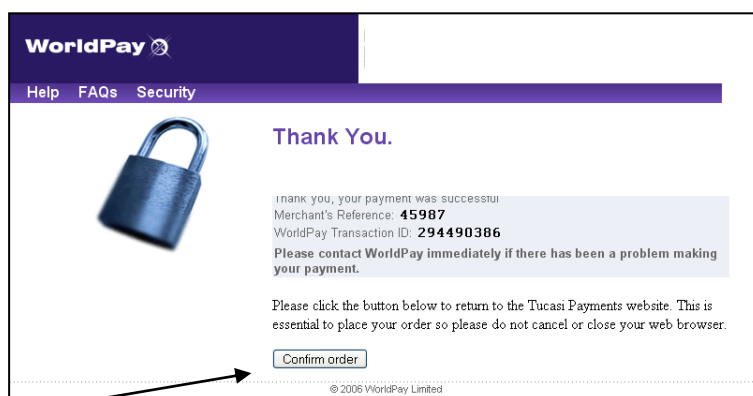 WorldPay
Help FAQs Security
Thank You.
Thank you, your payment was successful
Merchant's Reference: 45987
WorldPay Transaction ID: 294490386
Please contact WorldPay immediately if there has been a problem making
your payment.
Please click the button below to return to the Tucasi Payments website. This is
essential to place your order so please do not cancel or close your web browser.
Confirm order
© 2006 WorldPay Limited